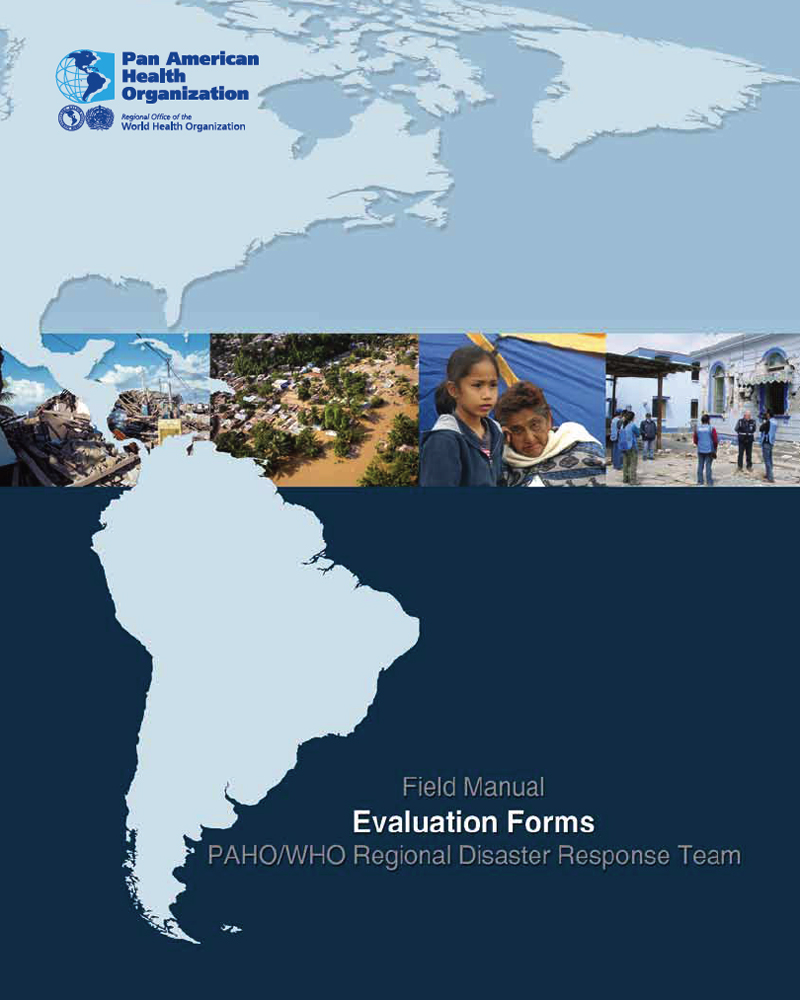 Pan American
Health
Organization
Regional Office of the
World Health Organization
Field Manual
Evaluation Forms
PAHO/WHO Regional Disaster Response Team